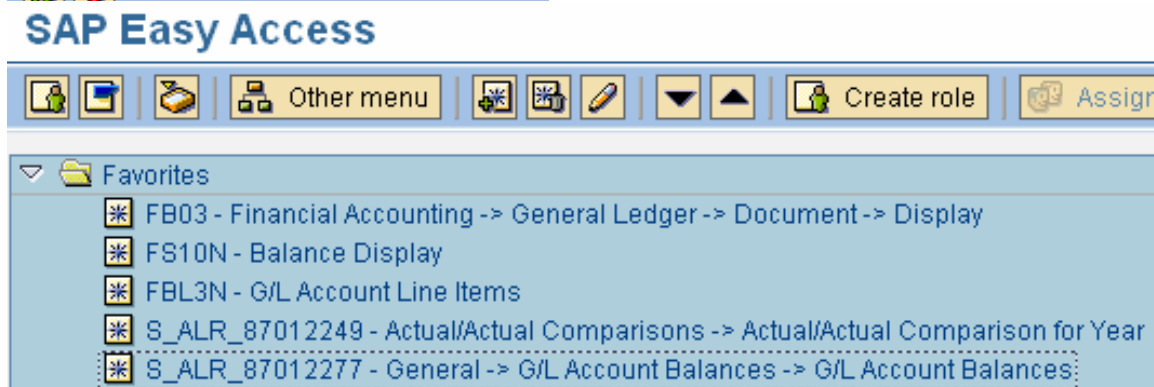 SAP Easy Access
Other menu Create role Assign
Favorites
FB03 - Financial Accounting -> General Ledger -> Document -> Display
FS10N - Balance Display
FBL3N - G/L Account Line Items
S_ALR_87012249 - Actual/Actual Comparisons -> Actual/Actual Comparison for Year
S_ALR_87012277 - General -> G/L Account Balances -> G/L Account Balances